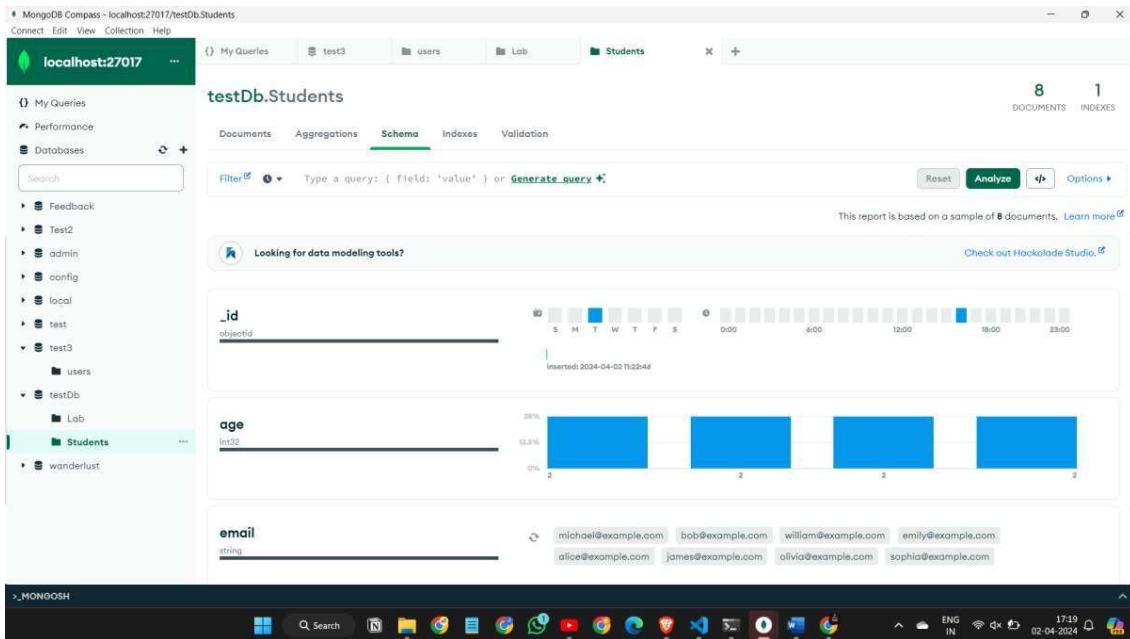 MongoDB Compass - localhost:27017/testDb.Students
Connect Edit View Collection Help
localhost:27017 ...
{} My Queries
Performance
Databases
Search
Feedback
Test2
admin
config
local
test
test3
users
testDb
Lab
Students ...
wanderlust
{} My Queries test3 users Lab Students
testDb.Students
8 DOCUMENTS
1 INDEXES
Documents Aggregations Schema Indexes Validation
Filter Type a query: { field: 'value' } or Generate query
Reset Analyze </> Options
This report is based on a sample of 8 documents. Learn more
Looking for data modeling tools? Check out Hackolade Studio.
_id
objectid
S M T W T F S 0:00 6:00 12:00 18:00 23:00
inserted: 2024-04-02 11:22:46
age
int32
12.5%
0%
2 2 2 2
email
string
michael@example.com bob@example.com william@example.com emily@example.com
alice@example.com james@example.com olivia@example.com sophia@example.com
>_MONGOSH
Search
ENG
IN
17:19
02-04-2024